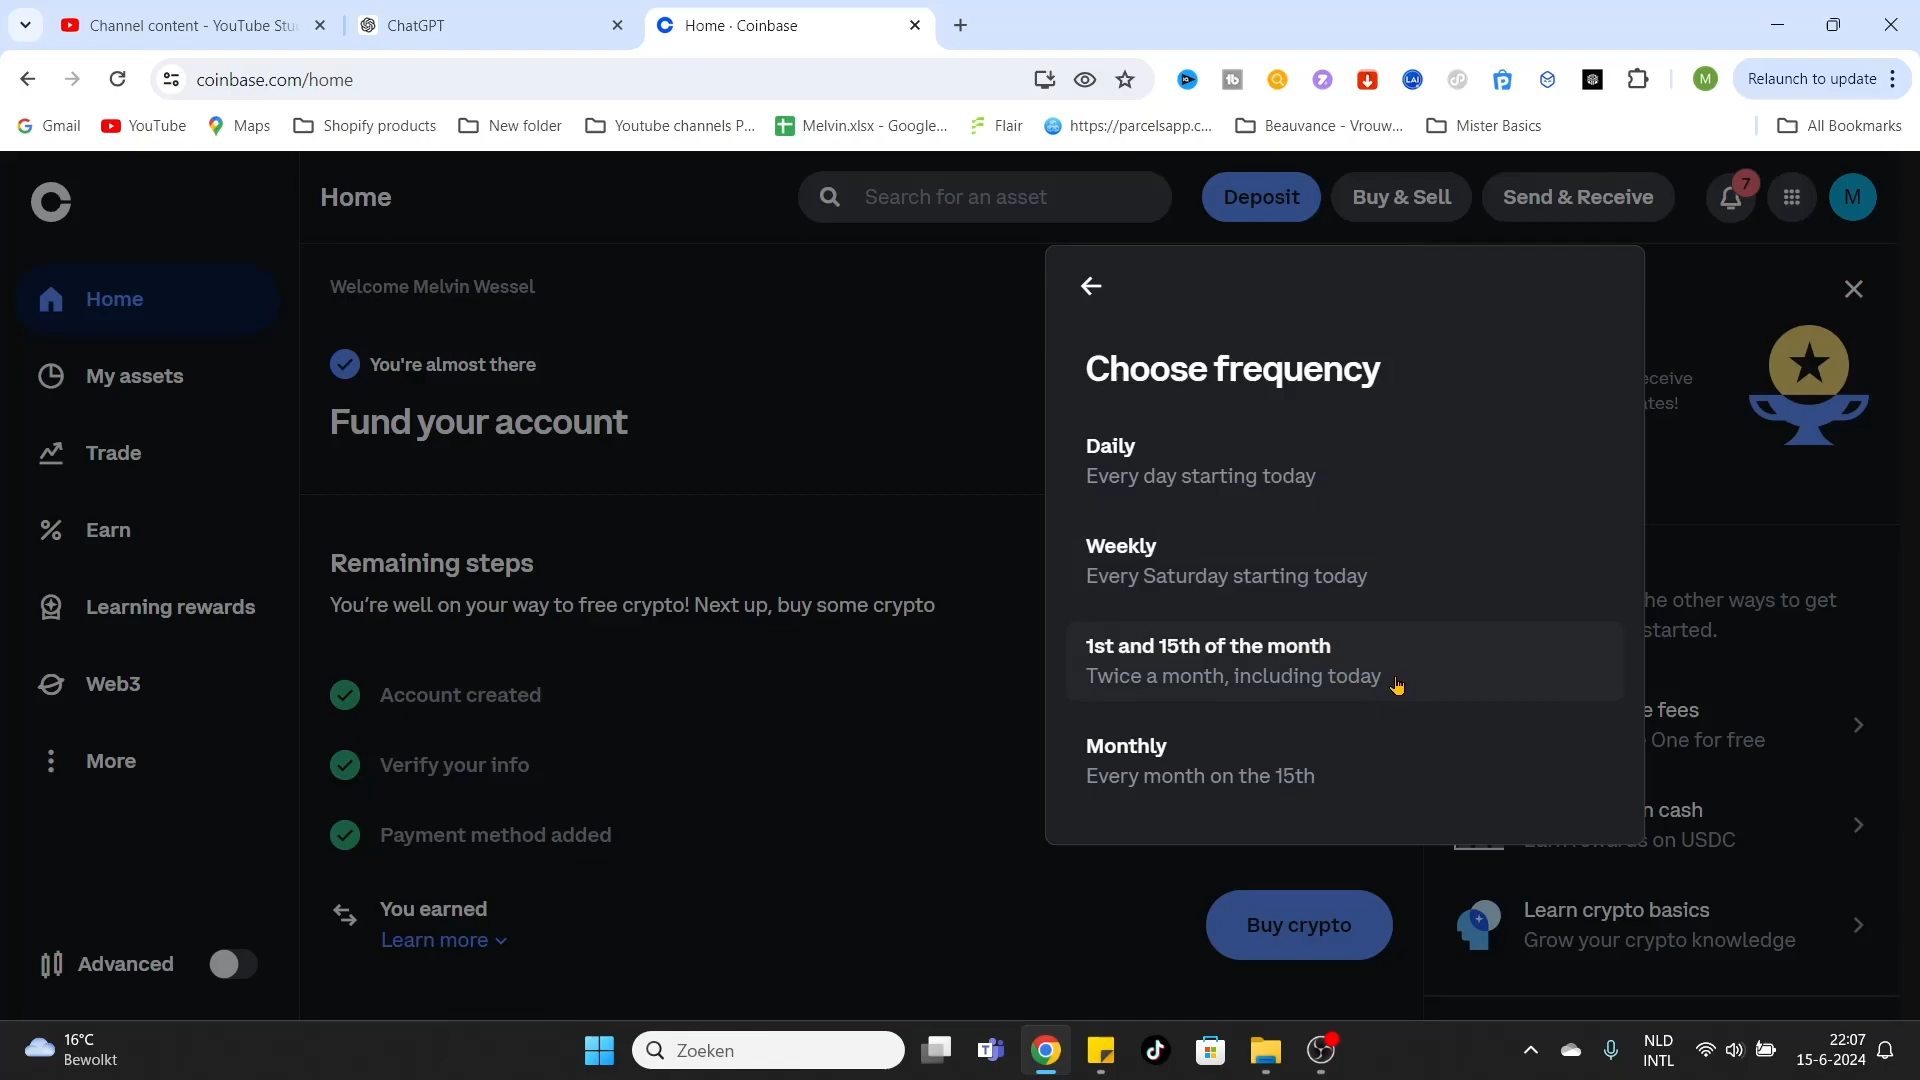 Channel content - YouTube Stu
ChatGPT
Home · Coinbase
coinbase.com/home
M
Relaunch to update
Gmail
YouTube
Maps
Shopify products
New folder
Youtube channels P...
Melvin.xlsx - Google...
Flair
https://parcelsapp.c...
Beauvance - Vrouw...
Mister Basics
All Bookmarks
Home
Search for an asset
Deposit
Buy & Sell
Send & Receive
7
M
Home
My assets
Trade
Earn
Learning rewards
Web3
More
Advanced
Welcome Melvin Wessel
You're almost there
Fund your account
Remaining steps
You're well on your way to free crypto! Next up, buy some crypto
Account created
Verify your info
Payment method added
You earned
Learn more
Buy crypto
Choose frequency
Daily
Every day starting today
Weekly
Every Saturday starting today
1st and 15th of the month
Twice a month, including today
Monthly
Every month on the 15th
he other ways to get
started.
fees
One for free
cash
on USDC
Learn crypto basics
Grow your crypto knowledge
16°C
Bewolkt
Zoeken
NLD
INTL
22:07
15-6-2024